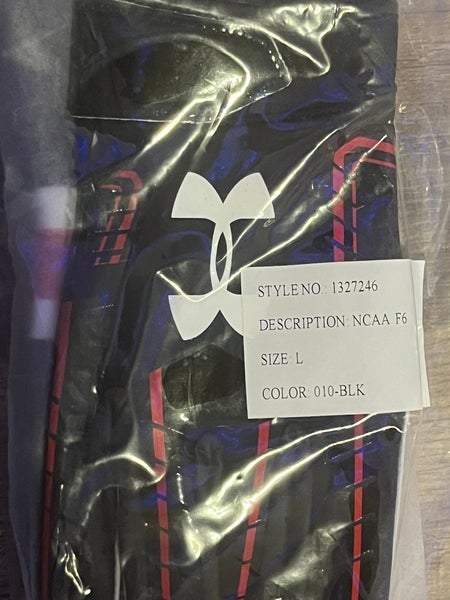 STYLE NO.: 1327246
DESCRIPTION: NCAA F6
SIZE: L
COLOR: 010-BLK